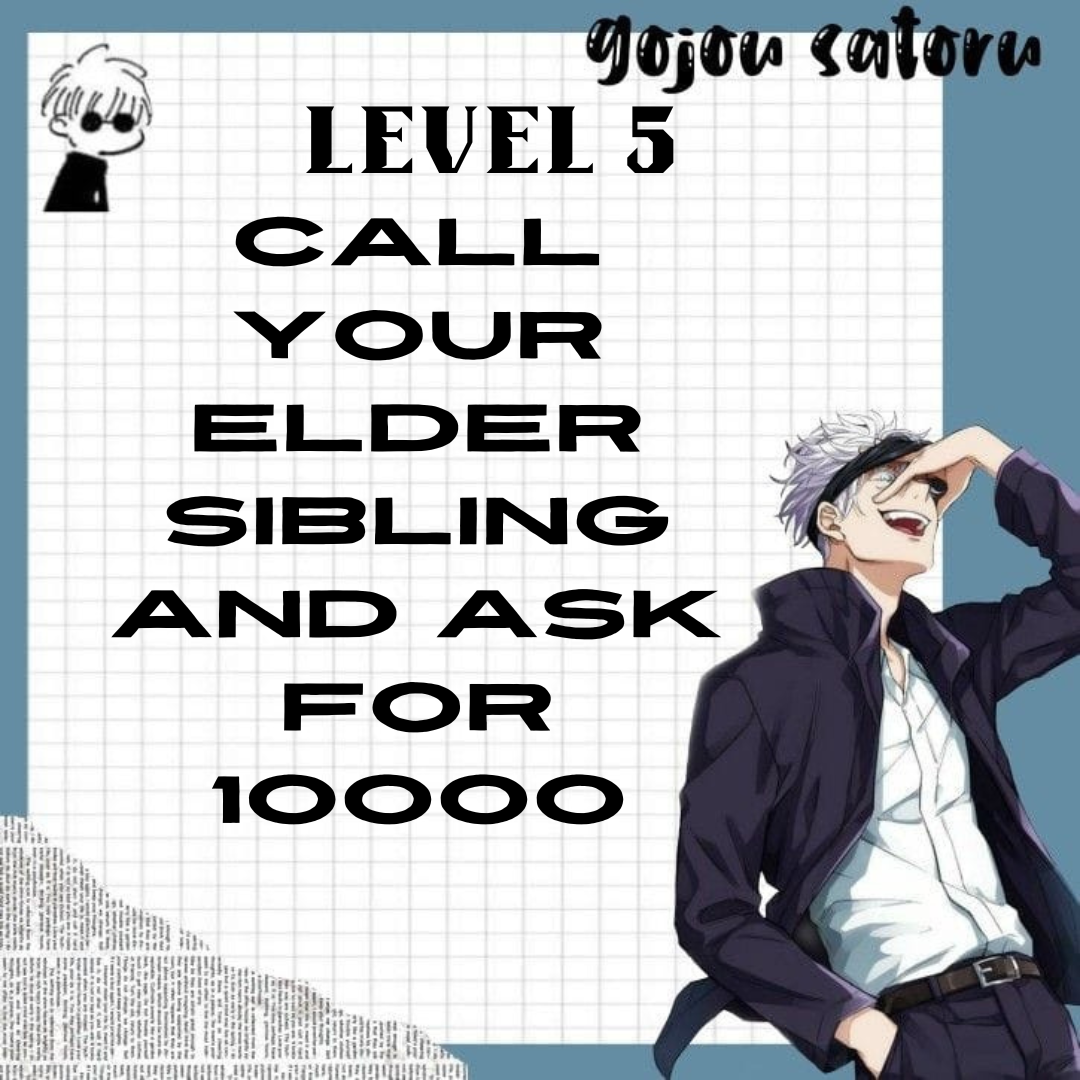 gojou satoru
LEVEL 5
CALL
YOUR
ELDER
SIBLING
AND ASK
FOR
10000